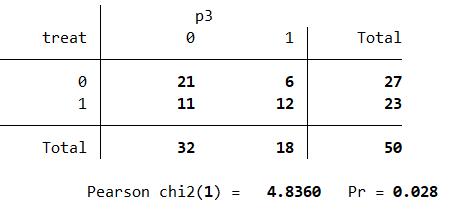 p3
treat 0 1 Total
0 21 6 27
1 11 12 23
Total 32 18 50
Pearson chi2(1) = 4.8360 Pr = 0.028